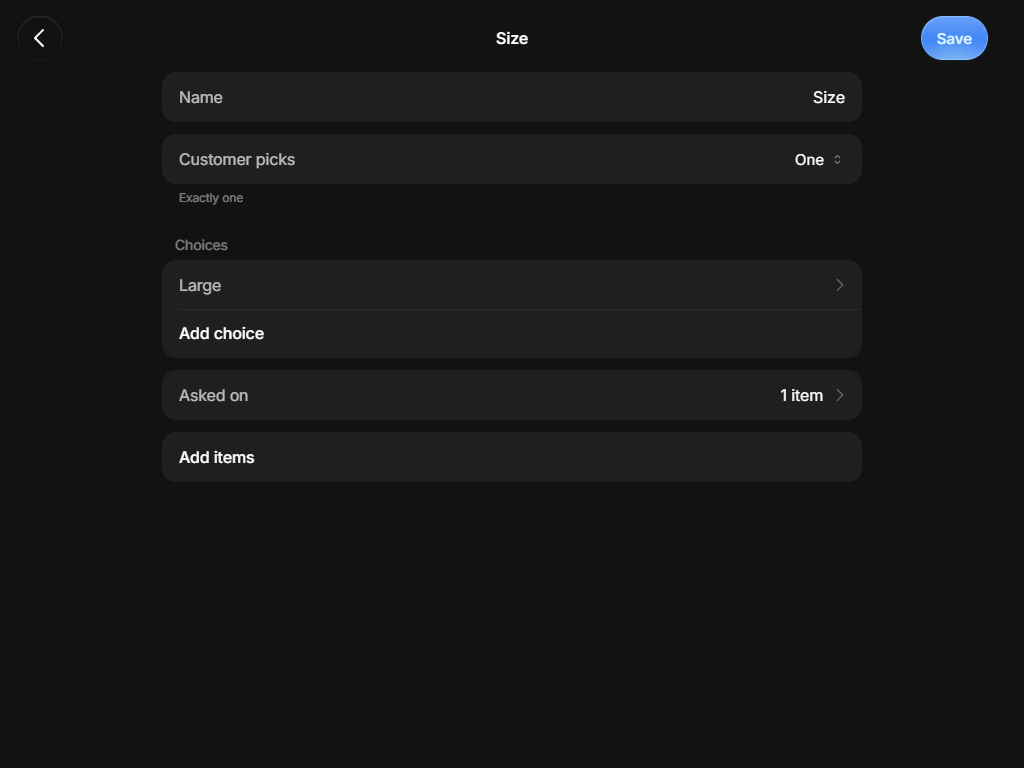 Size
Save
Name Size
Customer picks One
Exactly one
Choices
Large
Add choice
Asked on 1 item
Add items